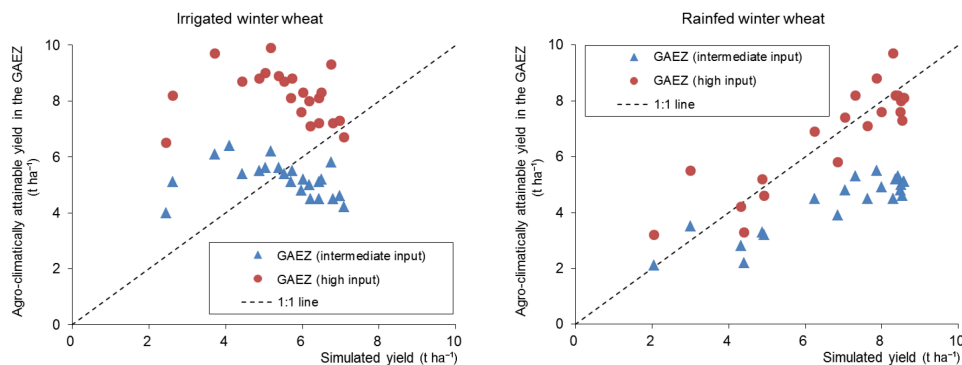 Irrigated winter wheat
Agro-climatically attainable yield in the GAEZ
(t ha⁻¹)
10
8
6
4
2
0
GAEZ (intermediate input)
GAEZ (high input)
1:1 line
0
2
4
6
8
10
Simulated yield (t ha⁻¹)
Rainfed winter wheat
Agro-climatically attainable yield in the GAEZ
(t ha⁻¹)
10
8
6
4
2
0
GAEZ (intermediate input)
GAEZ (high input)
1:1 line
0
2
4
6
8
10
Simulated yield (t ha⁻¹)